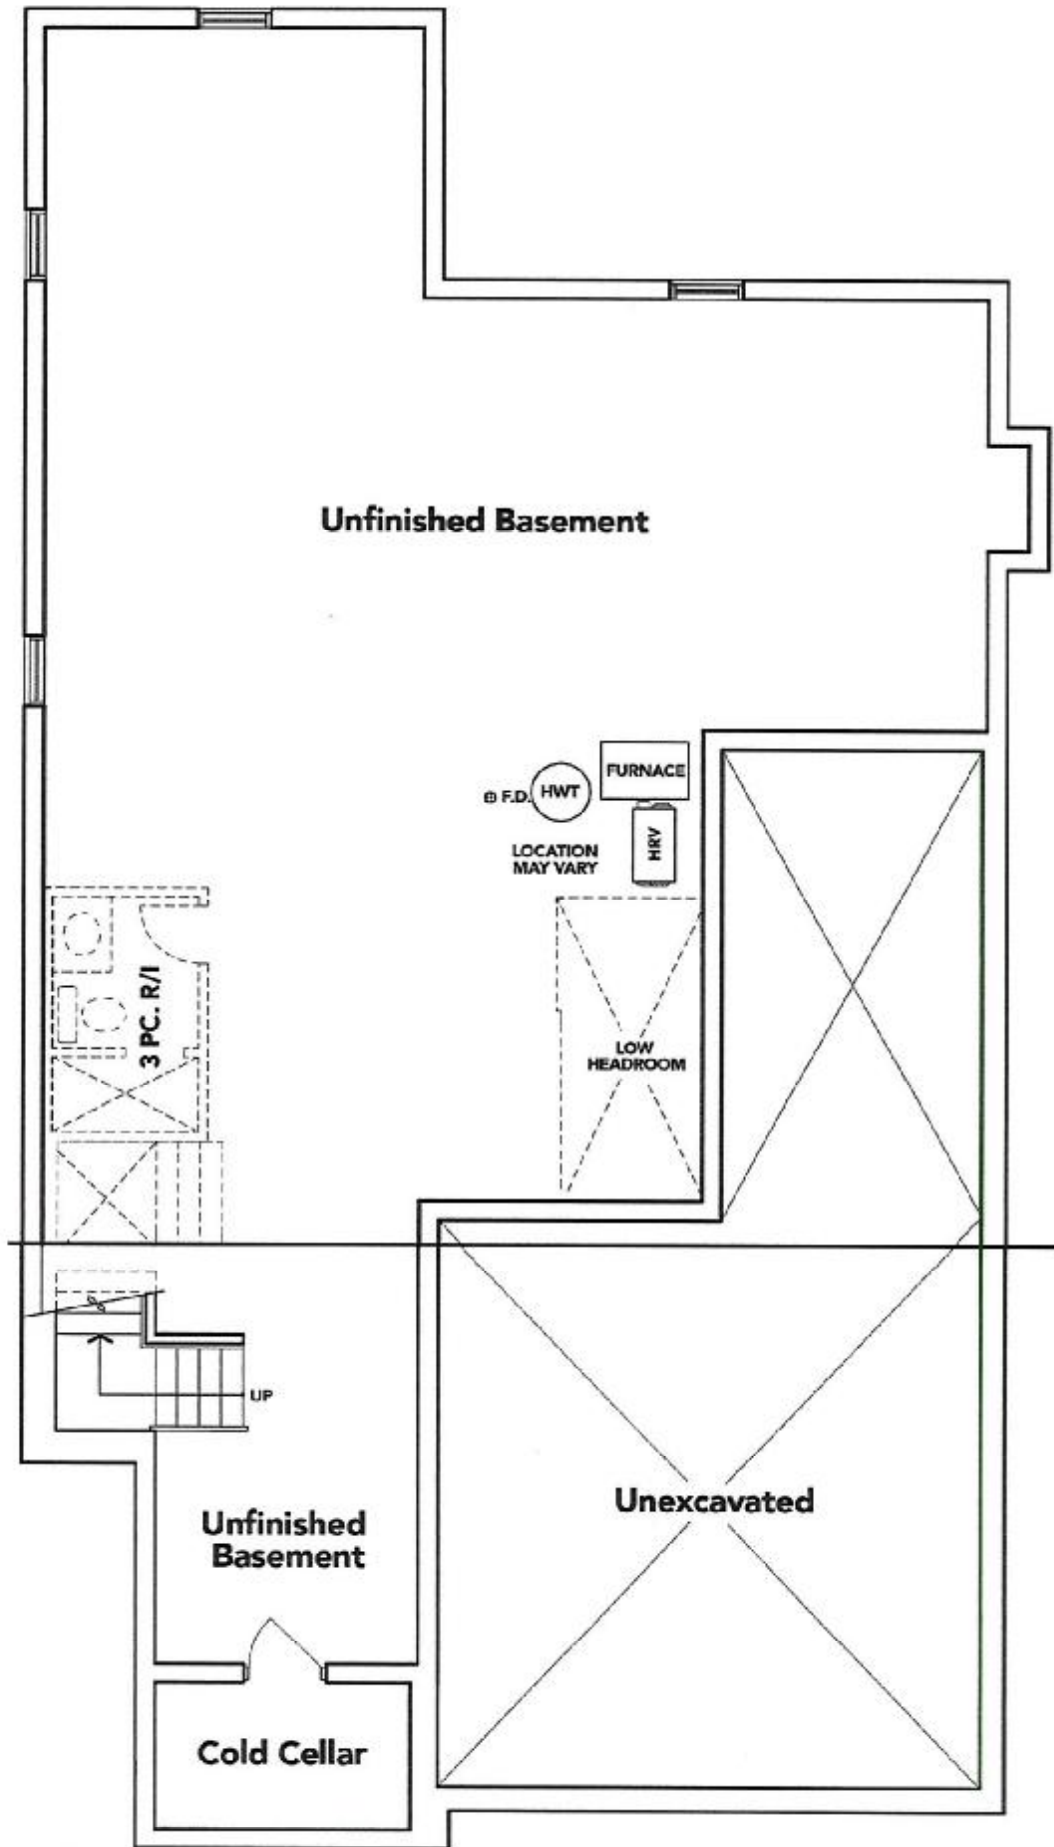 Unfinished Basement
FURNACE
F.D.
HWT
HRV
LOCATION
MAY VARY
3 PC. R/I
LOW
HEADROOM
UP
Unexcavated
Unfinished
Basement
Cold Cellar